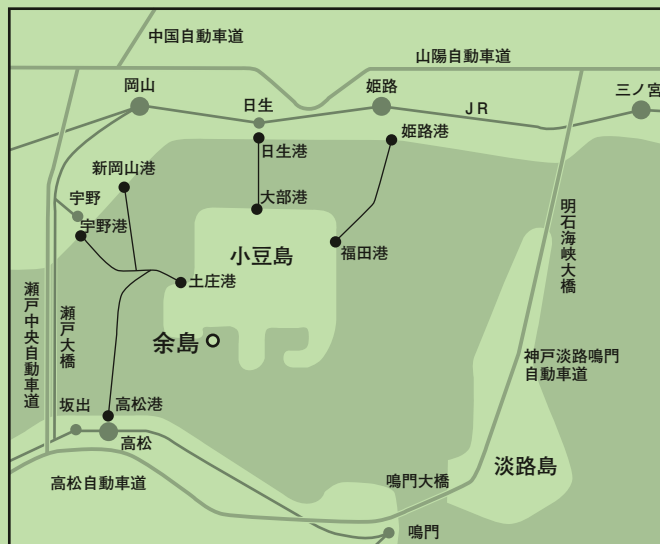 中国自動車道
山陽自動車道
岡山
姫路
三ノ宮
日生
JR
姫路港
日生港
新岡山港
宇野
大部港
宇野港
小豆島
福田港
土庄港
明石海峡大橋
瀬戸中央自動車道
瀬戸大橋
余島
神戸淡路鳴門
自動車道
坂出
高松港
高松
淡路島
高松自動車道
鳴門大橋
鳴門